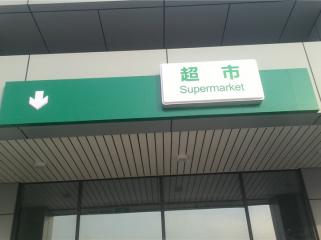 超市
Supermarket